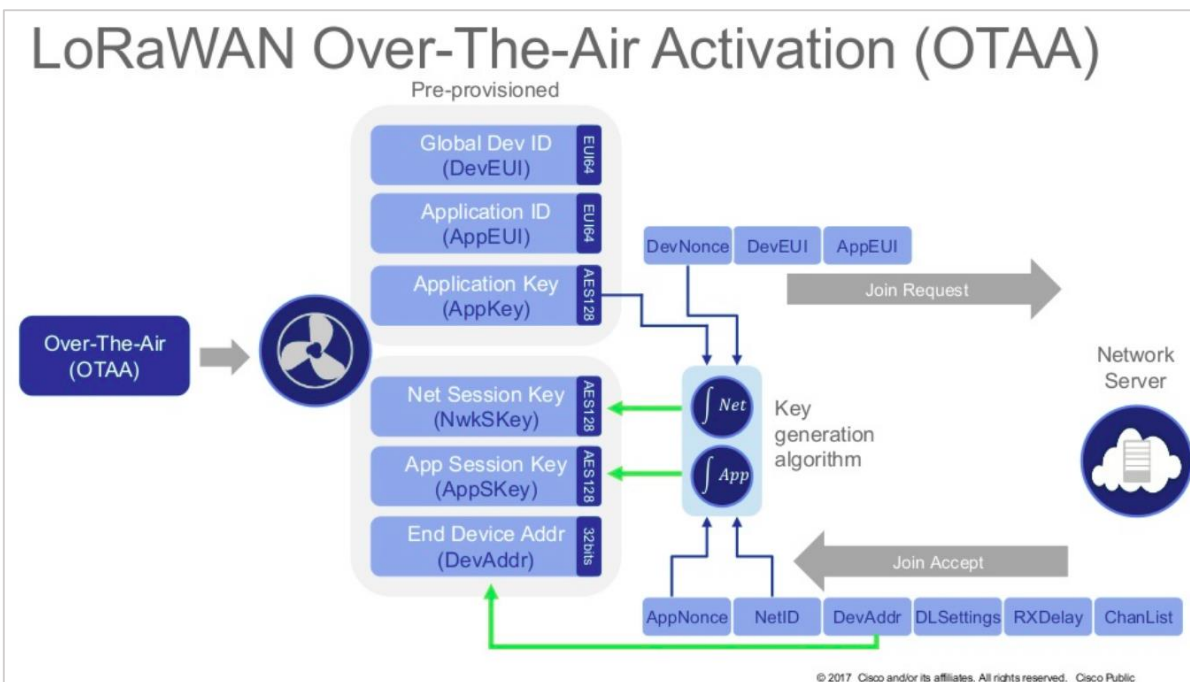 LoRaWAN Over-The-Air Activation (OTAA)
Pre-provisioned
Global Dev ID
(DevEUI)
EUI64
Application ID
(AppEUI)
EUI64
Application Key
(AppKey)
AES128
DevNonce
DevEUI
AppEUI
Join Request
Over-The-Air
(OTAA)
Net Session Key
(NwkSKey)
AES128
App Session Key
(AppSKey)
AES128
End Device Addr
(DevAddr)
32bits
∫ Net
∫ App
Key
generation
algorithm
Network
Server
Join Accept
AppNonce
NetID
DevAddr
DLSettings
RXDelay
ChanList
© 2017 Cisco and/or its affiliates. All rights reserved. Cisco Public